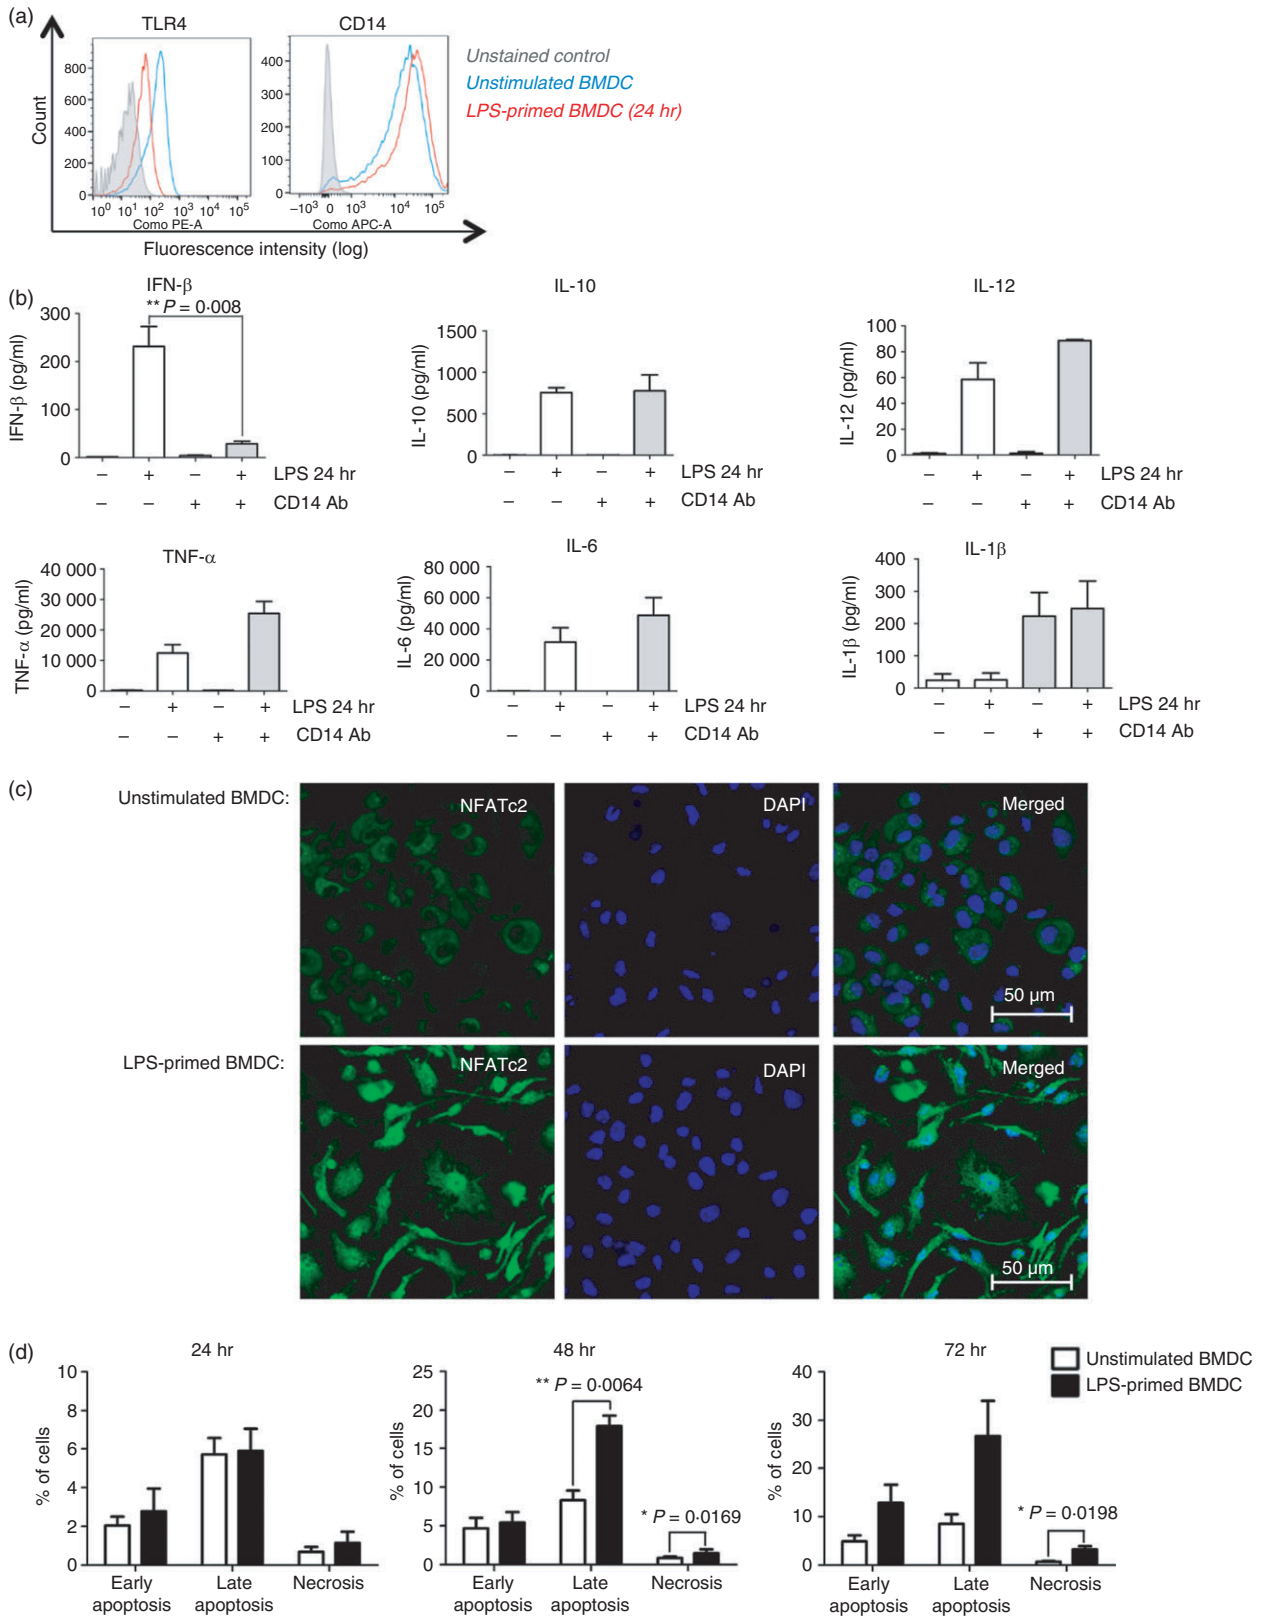 (a)
TLR4
CD14
Unstained control
Unstimulated BMDC
LPS-primed BMDC (24 hr)
Count
800
600
400
200
0
400
300
200
100
0
10⁰ 10¹ 10² 10³ 10⁴ 10⁵
−10³ 0 10³ 10⁴ 10⁵
Como PE-A
Como APC-A
Fluorescence intensity (log)
(b)
IFN-β
** P = 0·008
IFN-β (pg/ml)
300
200
100
0
– + – + LPS 24 hr
– – + + CD14 Ab
IL-10
IL-10 (pg/ml)
1500
1000
500
0
– + – + LPS 24 hr
– – + + CD14 Ab
IL-12
IL-12 (pg/ml)
100
80
60
40
20
0
– + – + LPS 24 hr
– – + + CD14 Ab
TNF-α
TNF-α (pg/ml)
40 000
30 000
20 000
10 000
0
– + – + LPS 24 hr
– – + + CD14 Ab
IL-6
IL-6 (pg/ml)
80 000
60 000
40 000
20 000
0
– + – + LPS 24 hr
– – + + CD14 Ab
IL-1β
IL-1β (pg/ml)
400
300
200
100
0
– + – + LPS 24 hr
– – + + CD14 Ab
(c)
Unstimulated BMDC:
NFATc2
DAPI
Merged
50 μm
LPS-primed BMDC:
NFATc2
DAPI
Merged
50 μm
(d)
24 hr
% of cells
10
8
6
4
2
0
Early apoptosis
Late apoptosis
Necrosis
48 hr
% of cells
25
20
15
10
5
0
** P = 0·0064
* P = 0·0169
Early apoptosis
Late apoptosis
Necrosis
72 hr
% of cells
40
30
20
10
0
* P = 0·0198
Early apoptosis
Late apoptosis
Necrosis
Unstimulated BMDC
LPS-primed BMDC